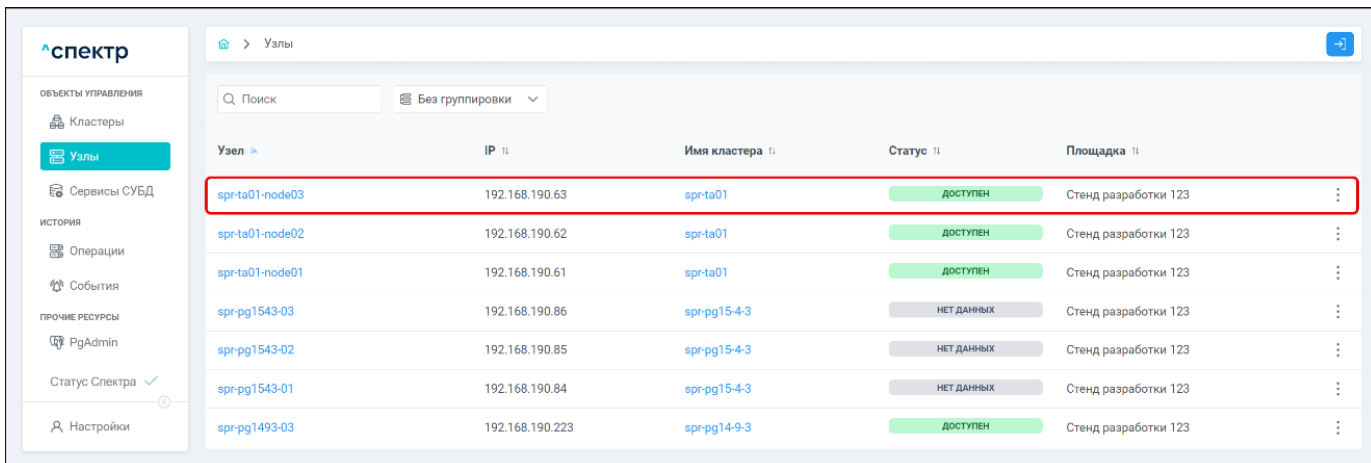 ^спектр
ОБЪЕКТЫ УПРАВЛЕНИЯ
Кластеры
Узлы
Сервисы СУБД
ИСТОРИЯ
Операции
События
ПРОЧИЕ РЕСУРСЫ
PgAdmin
Статус Спектра
Настройки
> Узлы
Поиск
Без группировки
Узел IP Имя кластера Статус Площадка
spr-ta01-node03 192.168.190.63 spr-ta01 ДОСТУПЕН Стенд разработки 123
spr-ta01-node02 192.168.190.62 spr-ta01 ДОСТУПЕН Стенд разработки 123
spr-ta01-node01 192.168.190.61 spr-ta01 ДОСТУПЕН Стенд разработки 123
spr-pg1543-03 192.168.190.86 spr-pg15-4-3 НЕТ ДАННЫХ Стенд разработки 123
spr-pg1543-02 192.168.190.85 spr-pg15-4-3 НЕТ ДАННЫХ Стенд разработки 123
spr-pg1543-01 192.168.190.84 spr-pg15-4-3 НЕТ ДАННЫХ Стенд разработки 123
spr-pg1493-03 192.168.190.223 spr-pg14-9-3 ДОСТУПЕН Стенд разработки 123